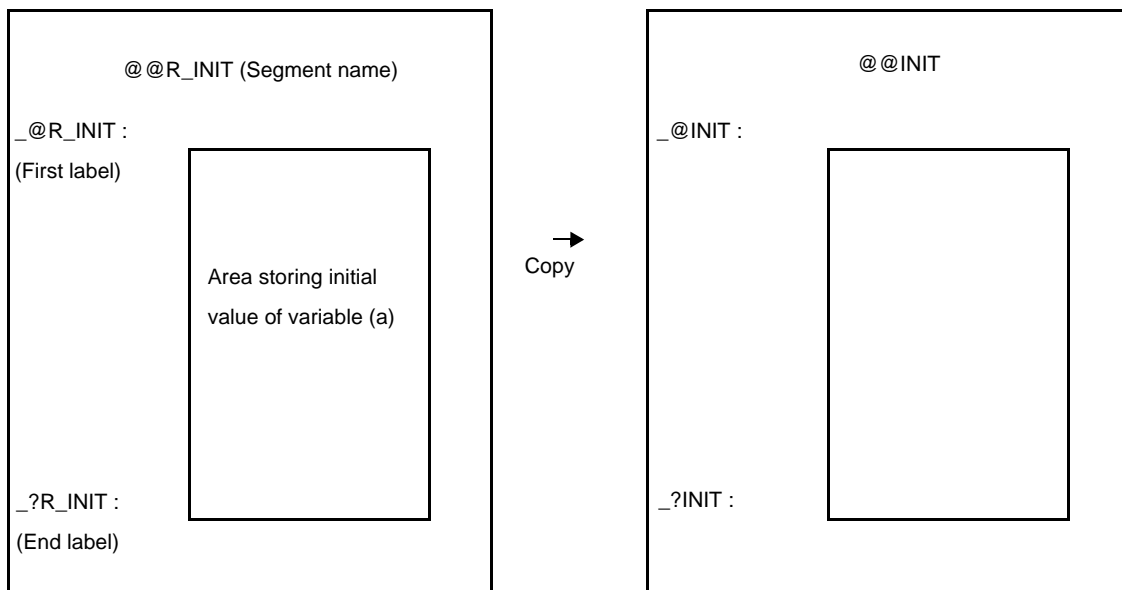 @@R_INIT (Segment name)
_@R_INIT :
(First label)
Area storing initial
value of variable (a)
_?R_INIT :
(End label)
Copy
@@INIT
_@INIT :
_?INIT :